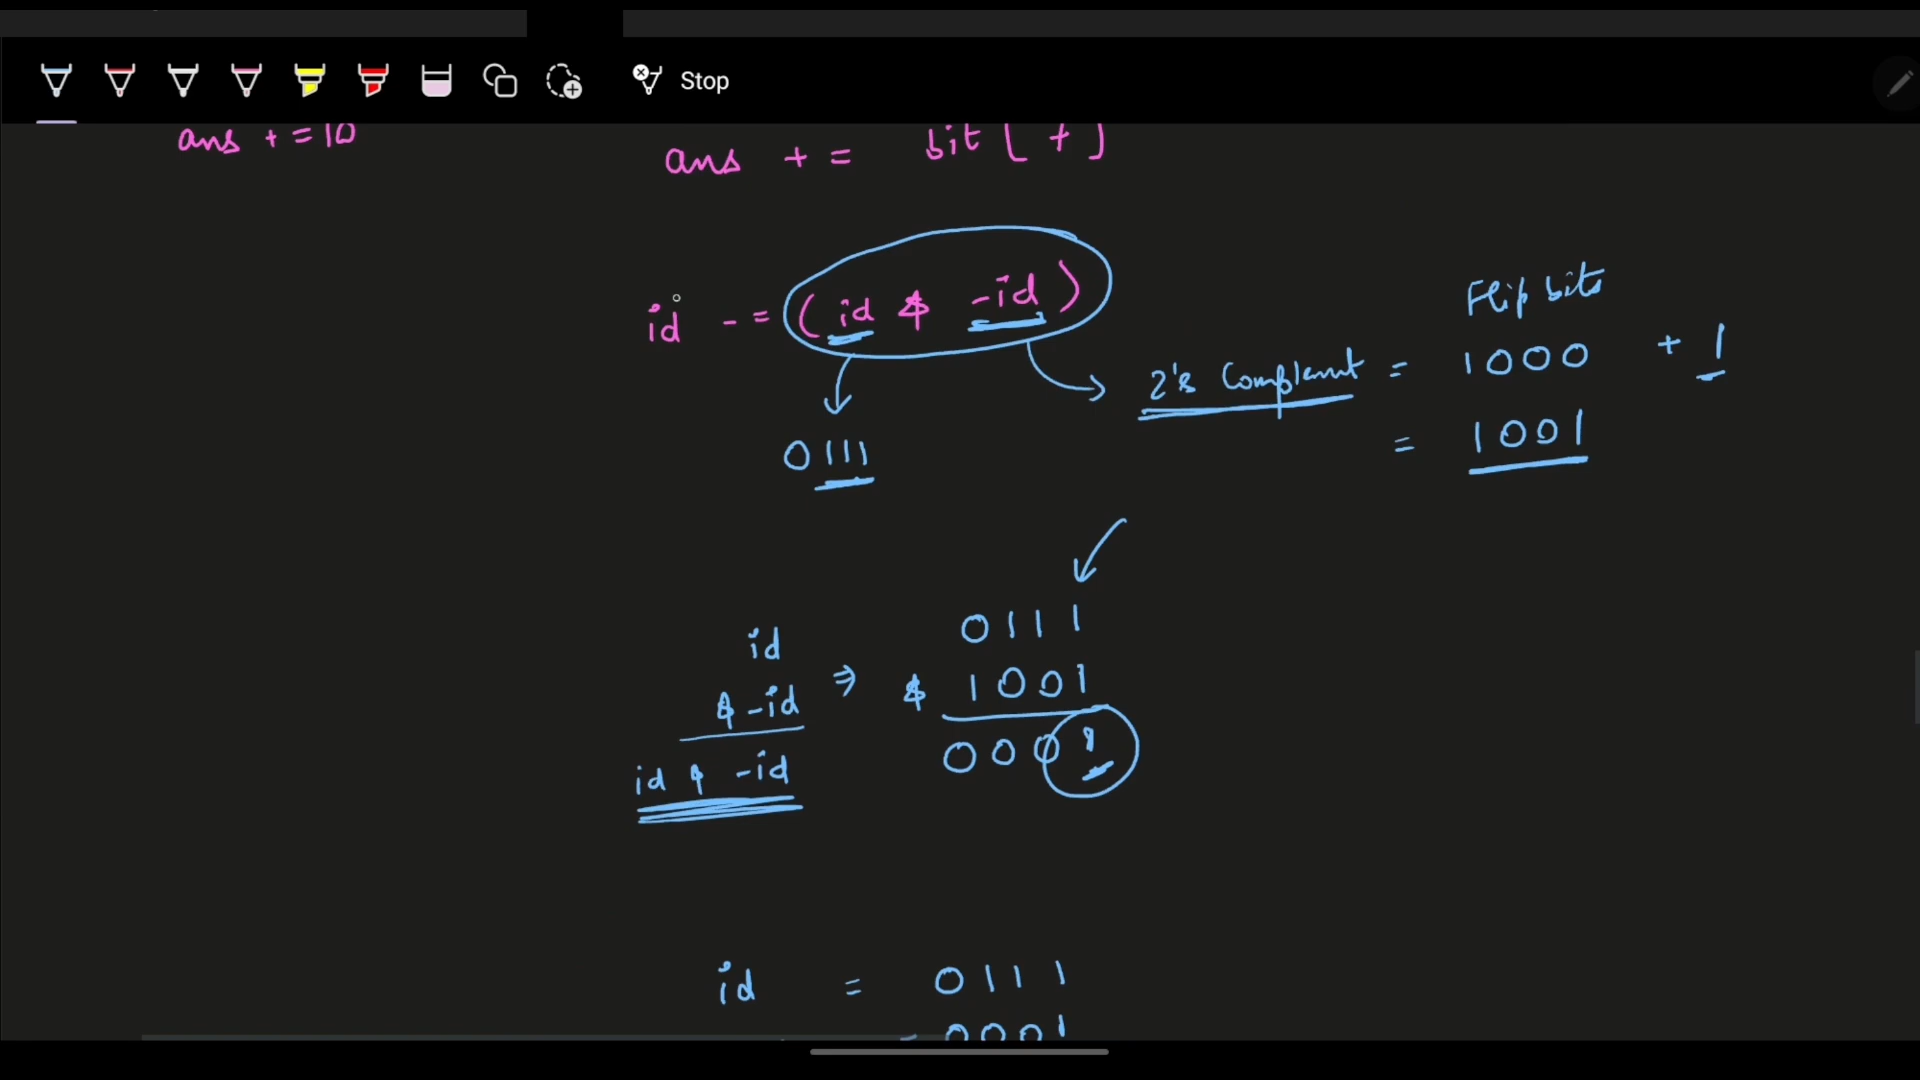 Stop
ans + = 10
ans + = bit [ + ]
id - = ( id & -id )
Flip bits
2's Complement = 1000 + 1
0111
= 1001
id
& -id
id & -id
⇒
0111
& 1001
0001
id = 0111
- 0001